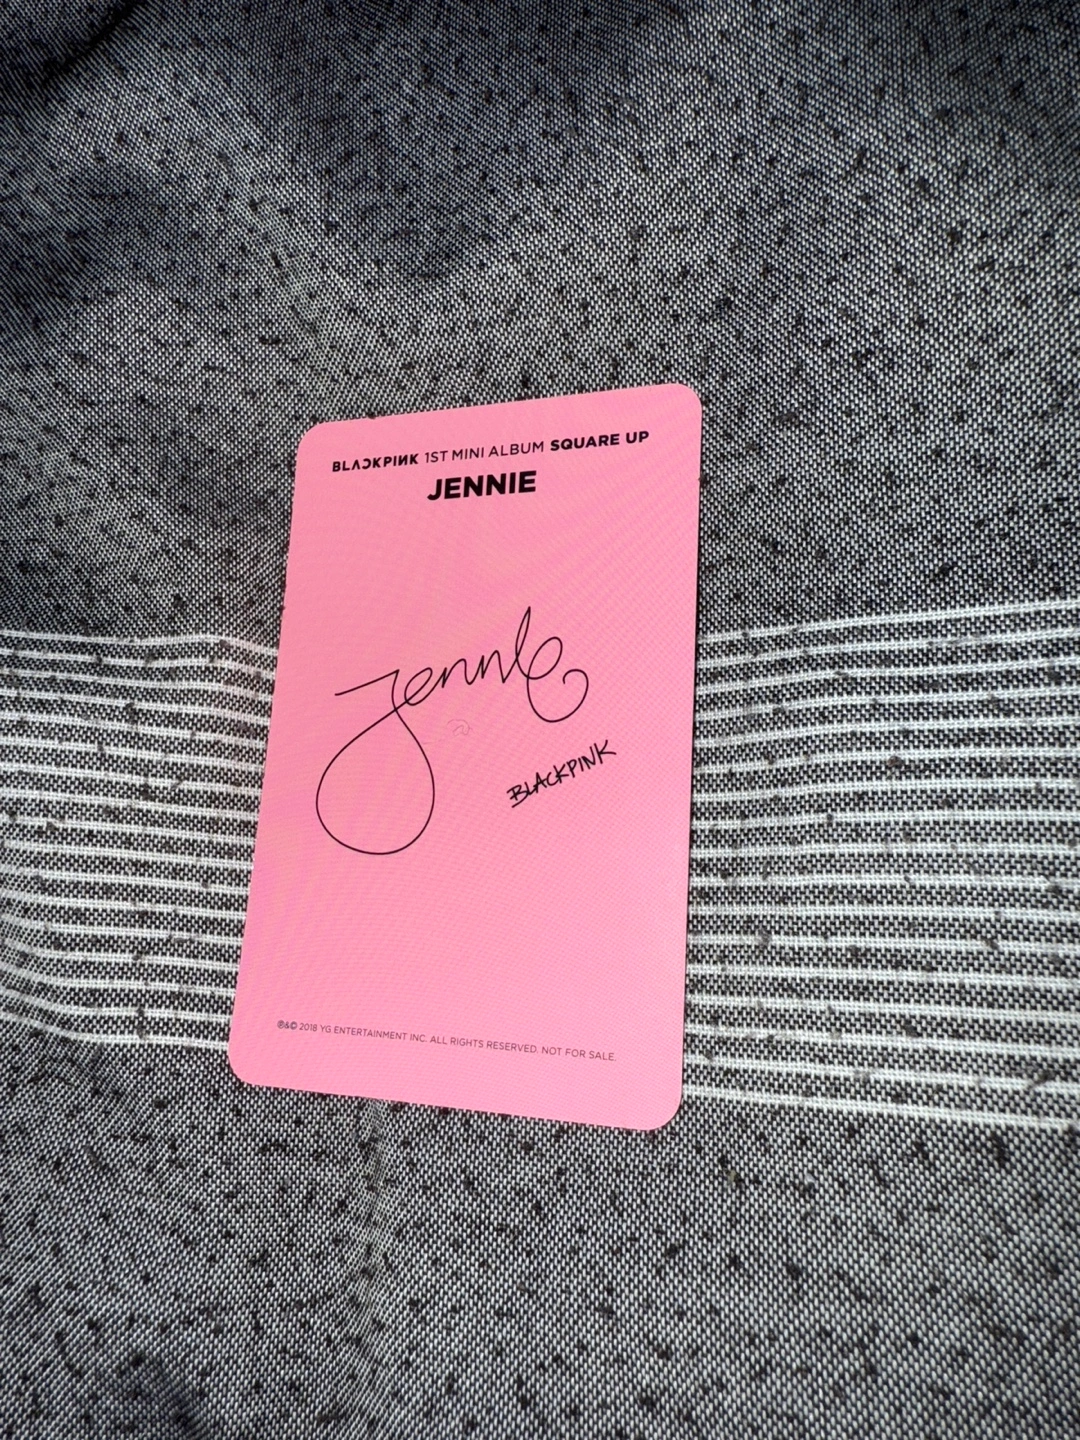 BLACKPINK 1ST MINI ALBUM SQUARE UP
JENNIE
Jennie
BLACKPINK
℗&© 2018 YG ENTERTAINMENT INC. ALL RIGHTS RESERVED. NOT FOR SALE.